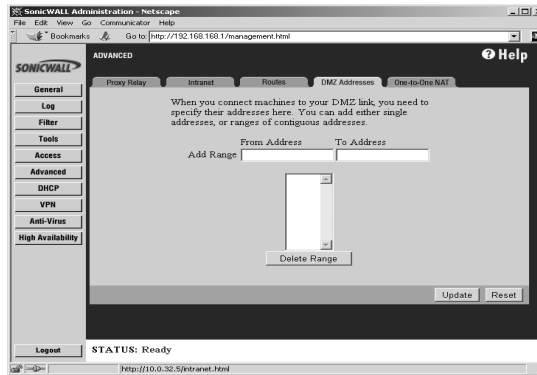 SonicWALL Administration - Netscape
File Edit View Go Communicator Help
Bookmarks Go to: http://192.168.168.1/management.html
SONICWALL
ADVANCED
Help
Proxy Relay Intranet Routes DMZ Addresses One-to-One NAT
General
Log
Filter
Tools
Access
Advanced
DHCP
VPN
Anti-Virus
High Availability
Logout
When you connect machines to your DMZ link, you need to
specify their addresses here. You can add either single
addresses, or ranges of contiguous addresses.
From Address To Address
Add Range
Delete Range
Update Reset
STATUS: Ready
http://10.0.32.5/intranet.html